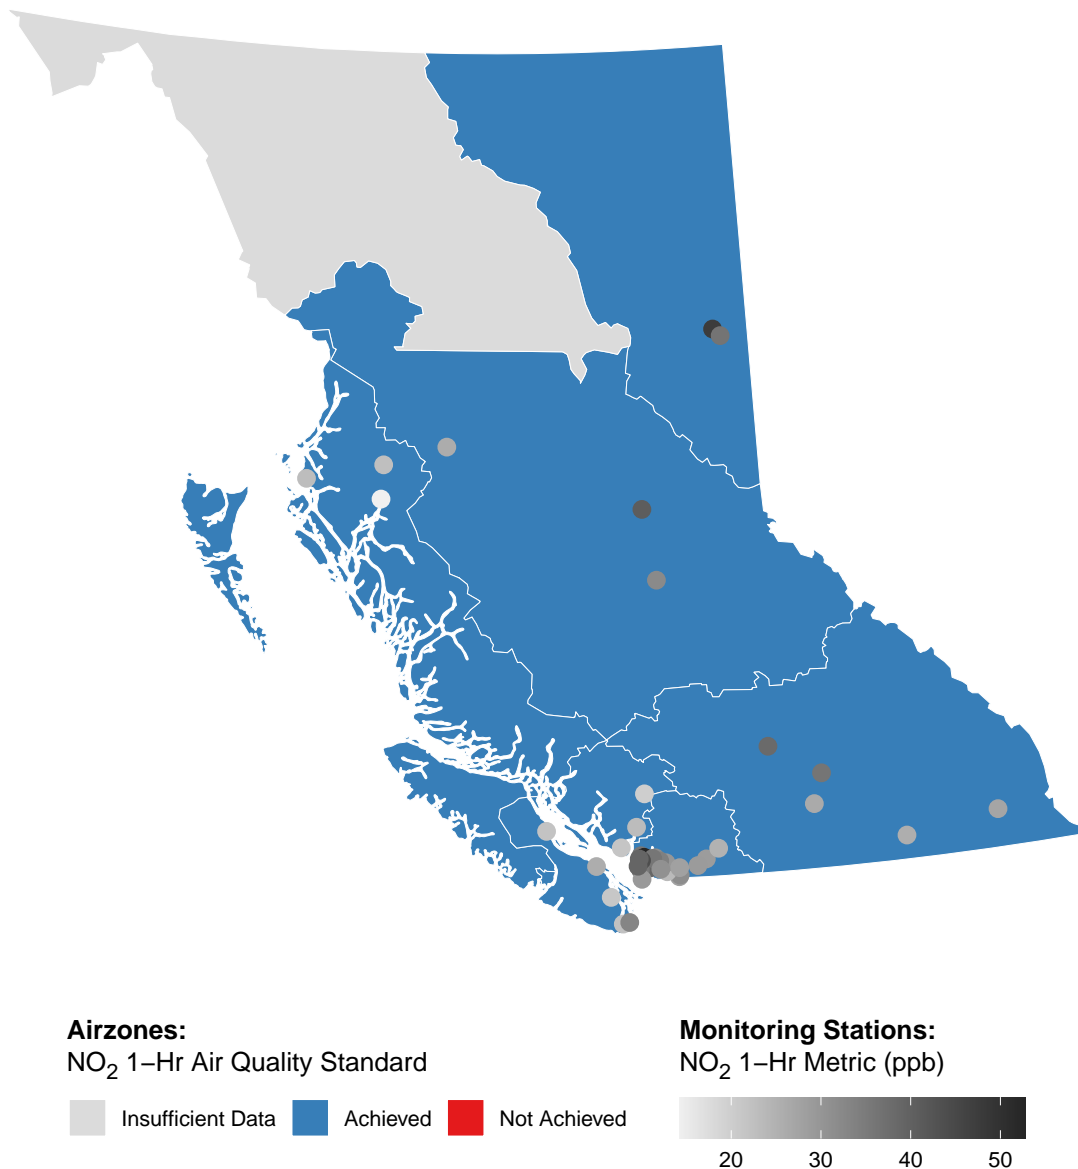 Airzones:
NO₂ 1−Hr Air Quality Standard
Insufficient Data
Achieved
Not Achieved
Monitoring Stations:
NO₂ 1−Hr Metric (ppb)
20 30 40 50